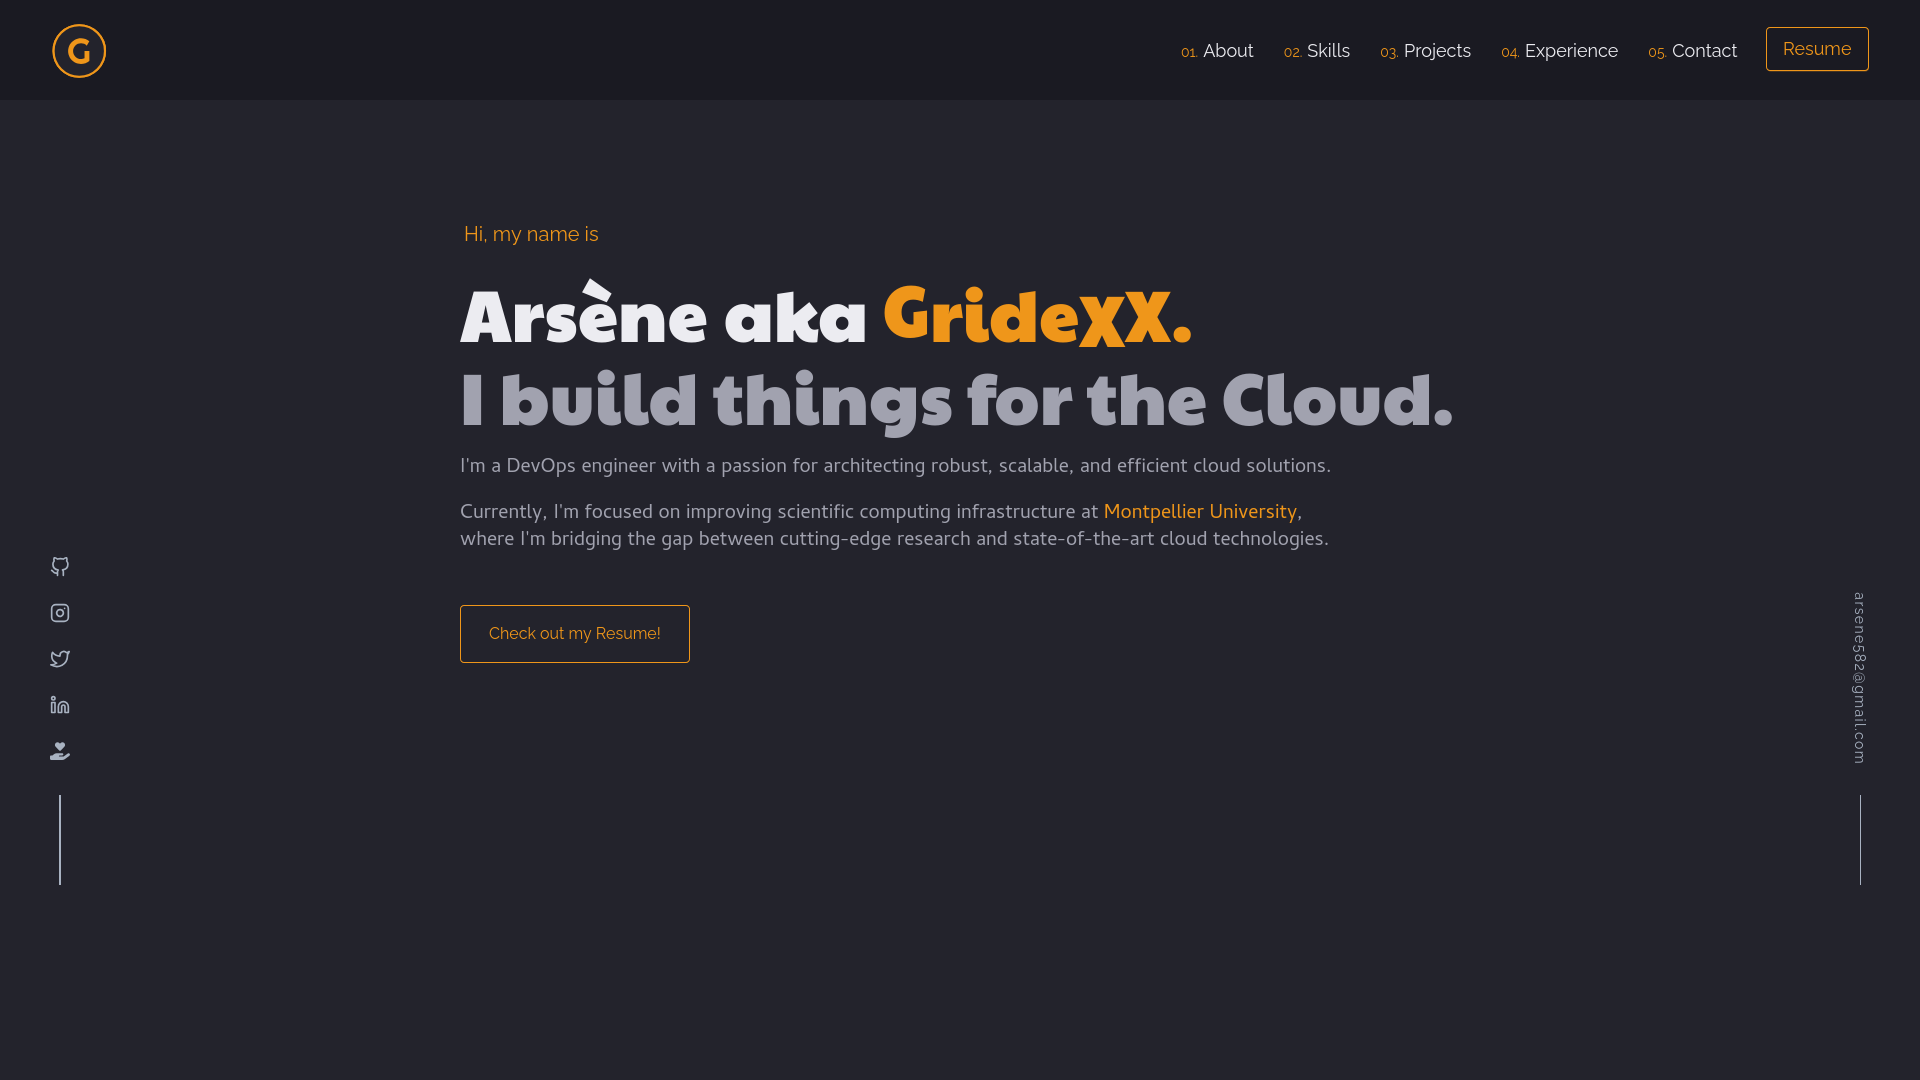 G
01. About 02. Skills 03. Projects 04. Experience 05. Contact Resume
Hi, my name is
Arsène aka GridexX.
I build things for the Cloud.
I'm a DevOps engineer with a passion for architecting robust, scalable, and efficient cloud solutions.
Currently, I'm focused on improving scientific computing infrastructure at Montpellier University,
where I'm bridging the gap between cutting-edge research and state-of-the-art cloud technologies.
Check out my Resume!
arsene582@gmail.com